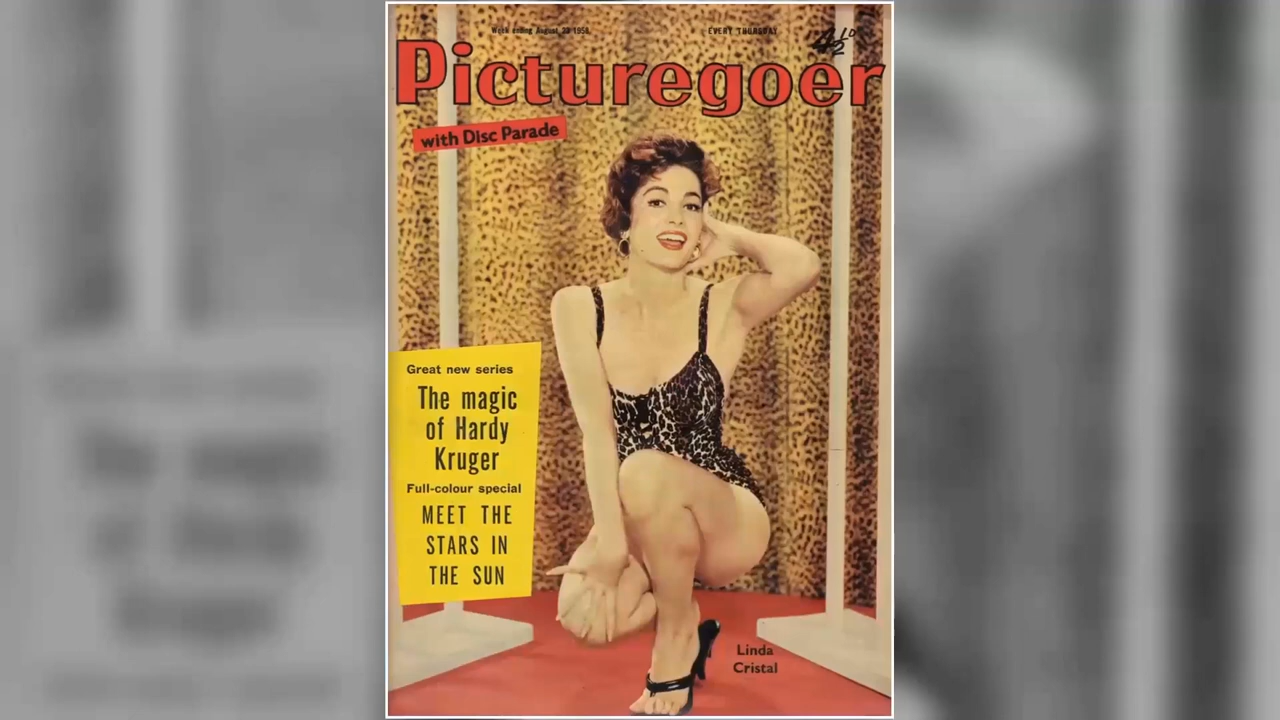 Week ending August 30 1958
EVERY THURSDAY
4½D
Picturegoer
with Disc Parade
Great new series
The magic
of Hardy
Kruger
Full-colour special
MEET THE
STARS IN
THE SUN
Linda
Cristal